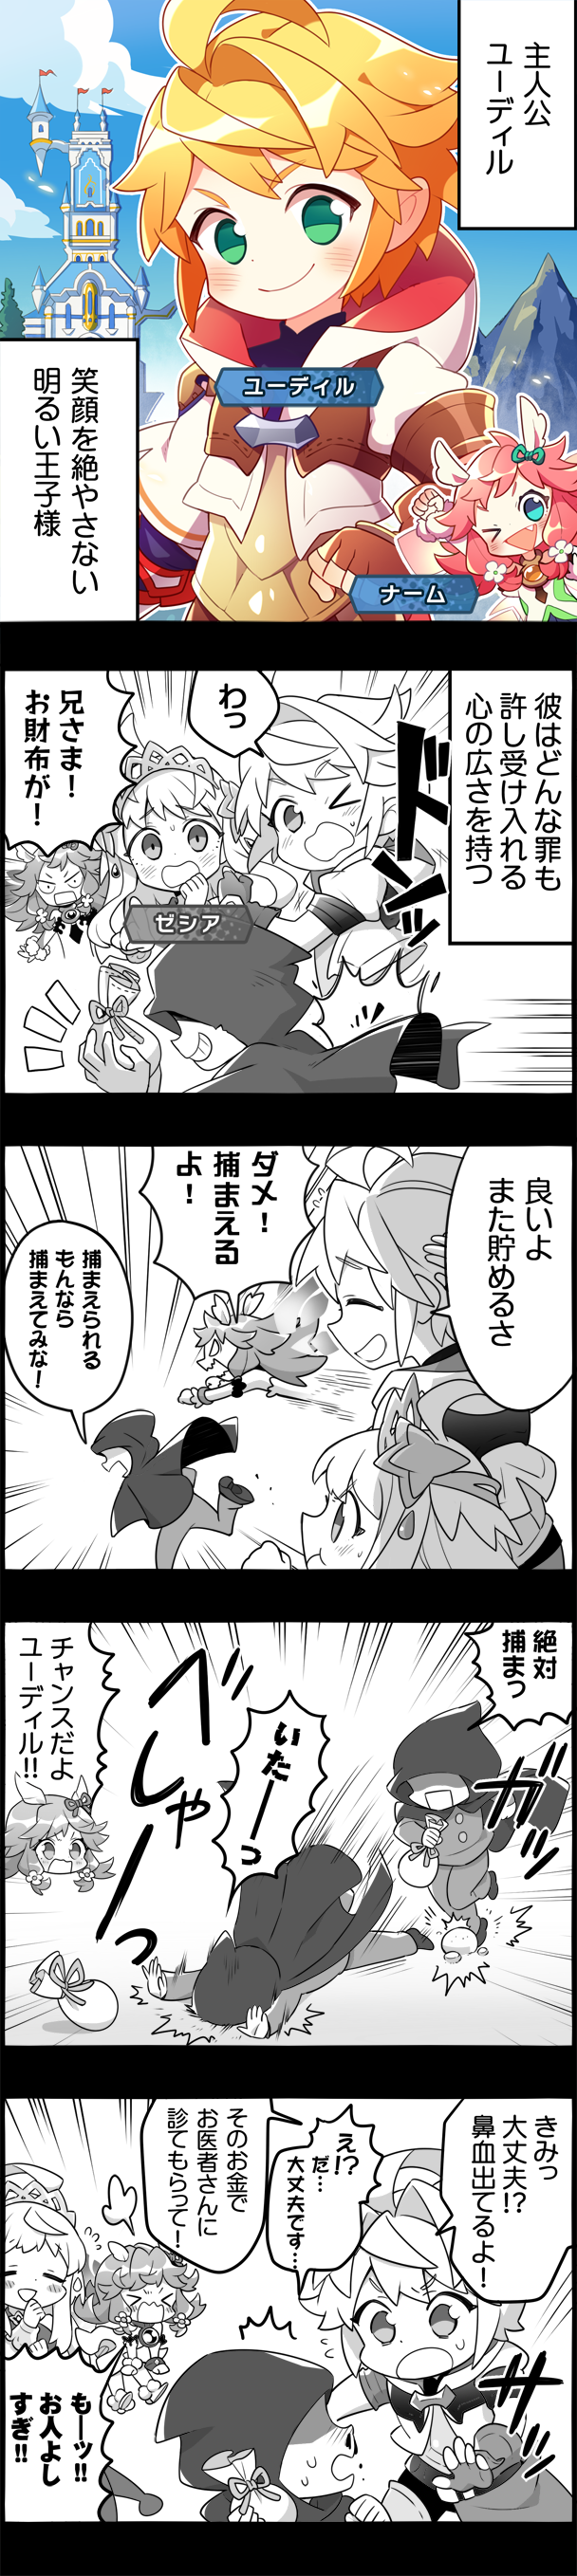 主人公
ユーディル
ユーディル
ナーム
笑顔を絶やさない
明るい王子様
彼はどんな罪も
許し受け入れる
心の広さを持つ
ドンッ
わっ
兄さま！
お財布が！
ゼシア
良いよ
また貯めるさ
ダメ！
捕まえる
よ！
捕まえられる
もんなら
捕まえてみな！
絶対
捕まっ
ガッ
いだーーっ
べしゃーっ
チャンスだよ
ユーディル!!
きみっ
大丈夫!?
鼻血出てるよ！
え!?
だ…
大丈夫です…
そのお金で
お医者さんに
診てもらって！
もーッ!!
お人よし
すぎ!!